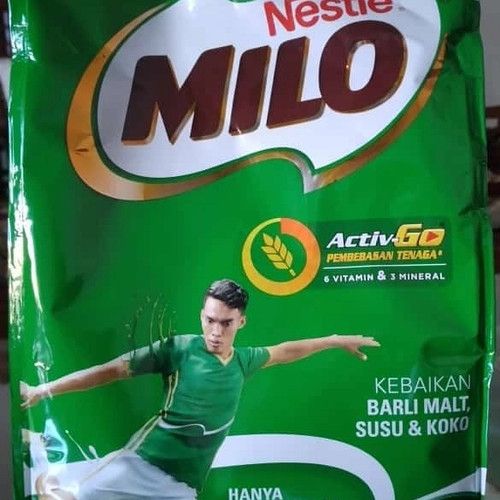 Nestlé
MILO
Activ-Go
PEMBEBASAN TENAGA
6 VITAMIN & 3 MINERAL
KEBAIKAN
BARLI MALT,
SUSU & KOKO
HANYA